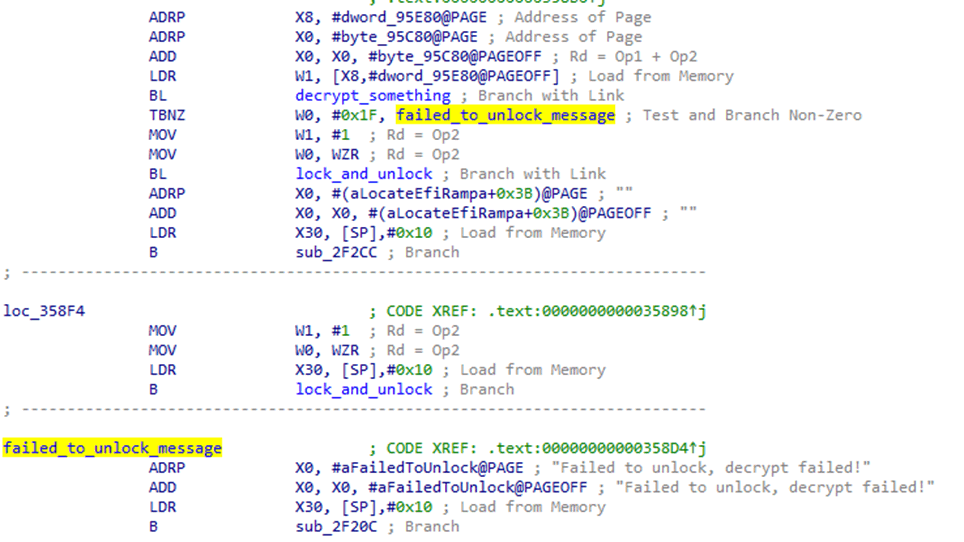 ADRP X8, #dword_95E80@PAGE ; Address of Page
ADRP X0, #byte_95C80@PAGE ; Address of Page
ADD X0, X0, #byte_95C80@PAGEOFF ; Rd = Op1 + Op2
LDR W1, [X8,#dword_95E80@PAGEOFF] ; Load from Memory
BL decrypt_something ; Branch with Link
TBNZ W0, #0x1F, failed_to_unlock_message ; Test and Branch Non-Zero
MOV W1, #1 ; Rd = Op2
MOV W0, WZR ; Rd = Op2
BL lock_and_unlock ; Branch with Link
ADRP X0, #(aLocateEfiRampa+0x3B)@PAGE ; ""
ADD X0, X0, #(aLocateEfiRampa+0x3B)@PAGEOFF ; ""
LDR X30, [SP],#0x10 ; Load from Memory
B sub_2F2CC ; Branch
; ----------------------------------------------------------------------
loc_358F4 ; CODE XREF: .text:0000000000035898↑j
MOV W1, #1 ; Rd = Op2
MOV W0, WZR ; Rd = Op2
LDR X30, [SP],#0x10 ; Load from Memory
B lock_and_unlock ; Branch
; ----------------------------------------------------------------------
failed_to_unlock_message ; CODE XREF: .text:00000000000358D4↑j
ADRP X0, #aFailedToUnlock@PAGE ; "Failed to unlock, decrypt failed!"
ADD X0, X0, #aFailedToUnlock@PAGEOFF ; "Failed to unlock, decrypt failed!"
LDR X30, [SP],#0x10 ; Load from Memory
B sub_2F20C ; Branch